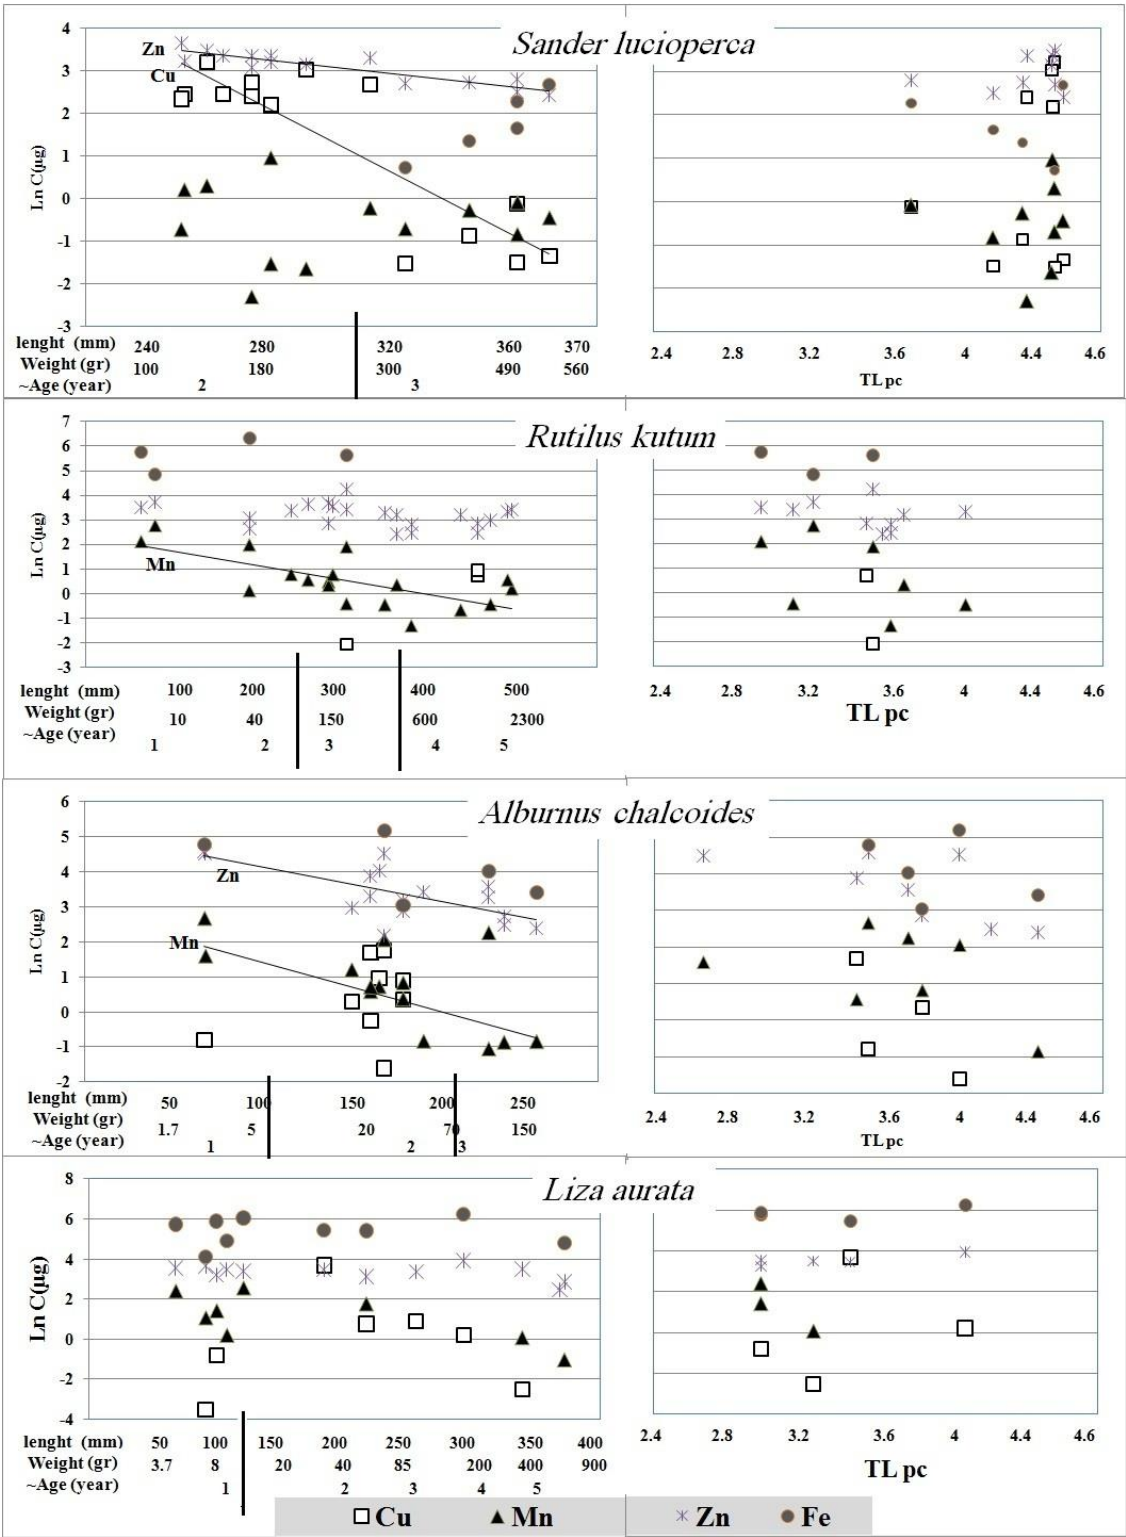 Sander lucioperca
4
3
2
1
0
-1
-2
-3
Ln C(µg)
Zn
Cu
lenght (mm) 240 280 320 360 370
Weight (gr) 100 180 300 490 560
~Age (year) 2 3
2.4 2.8 3.2 3.6 4 4.4 4.6
TL pc
Rutilus kutum
7
6
5
4
3
2
1
0
-1
-2
-3
Ln C(µg)
Mn
lenght (mm) 100 200 300 400 500
Weight (gr) 10 40 150 600 2300
~Age (year) 1 2 3 4 5
2.4 3.2 3.6 4 4.4 4.6
TL pc
Alburnus chalcoides
6
5
4
3
2
1
0
-1
-2
Ln C(µg)
Zn
Mn
lenght (mm) 50 100 150 200 250
Weight (gr) 1.7 5 20 70 150
~Age (year) 1 2 3
2.4 2.8 3.2 3.6 4 4.4 4.6
TL pc
Liza aurata
8
6
4
2
0
-2
-4
Ln C(µg)
lenght (mm) 50 100 150 200 250 300 350 400
Weight (gr) 3.7 8 20 40 85 200 400 900
~Age (year) 1 2 3 4 5
2.4 3.2 3.6 4 4.4 4.6
TL pc
Cu Mn Zn Fe